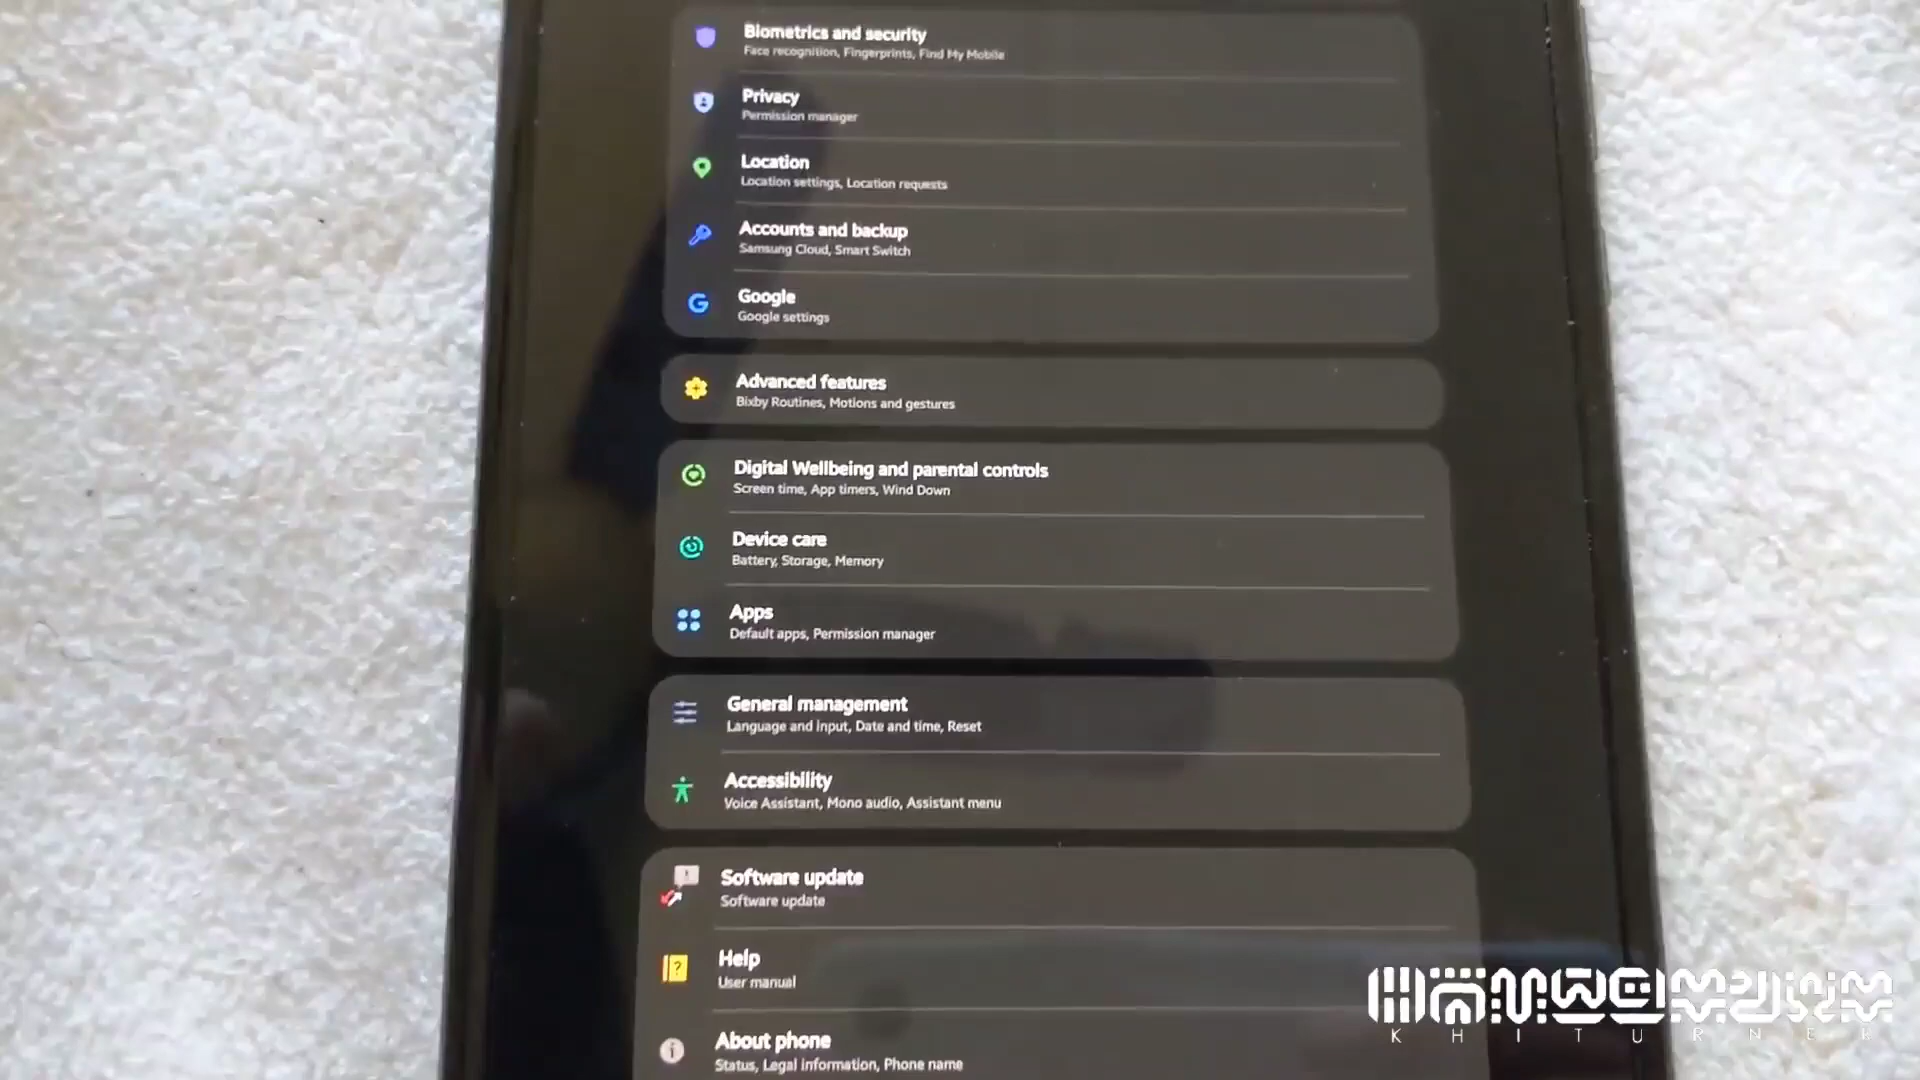 Biometrics and security
Face recognition, Fingerprints, Find My Mobile
Privacy
Permission manager
Location
Location settings, Location requests
Accounts and backup
Samsung Cloud, Smart Switch
Google
Google settings
Advanced features
Bixby Routines, Motions and gestures
Digital Wellbeing and parental controls
Screen time, App timers, Wind Down
Device care
Battery, Storage, Memory
Apps
Default apps, Permission manager
General management
Language and input, Date and time, Reset
Accessibility
Voice Assistant, Mono audio, Assistant menu
Software update
Software update
Help
User manual
About phone
Status, Legal information, Phone name